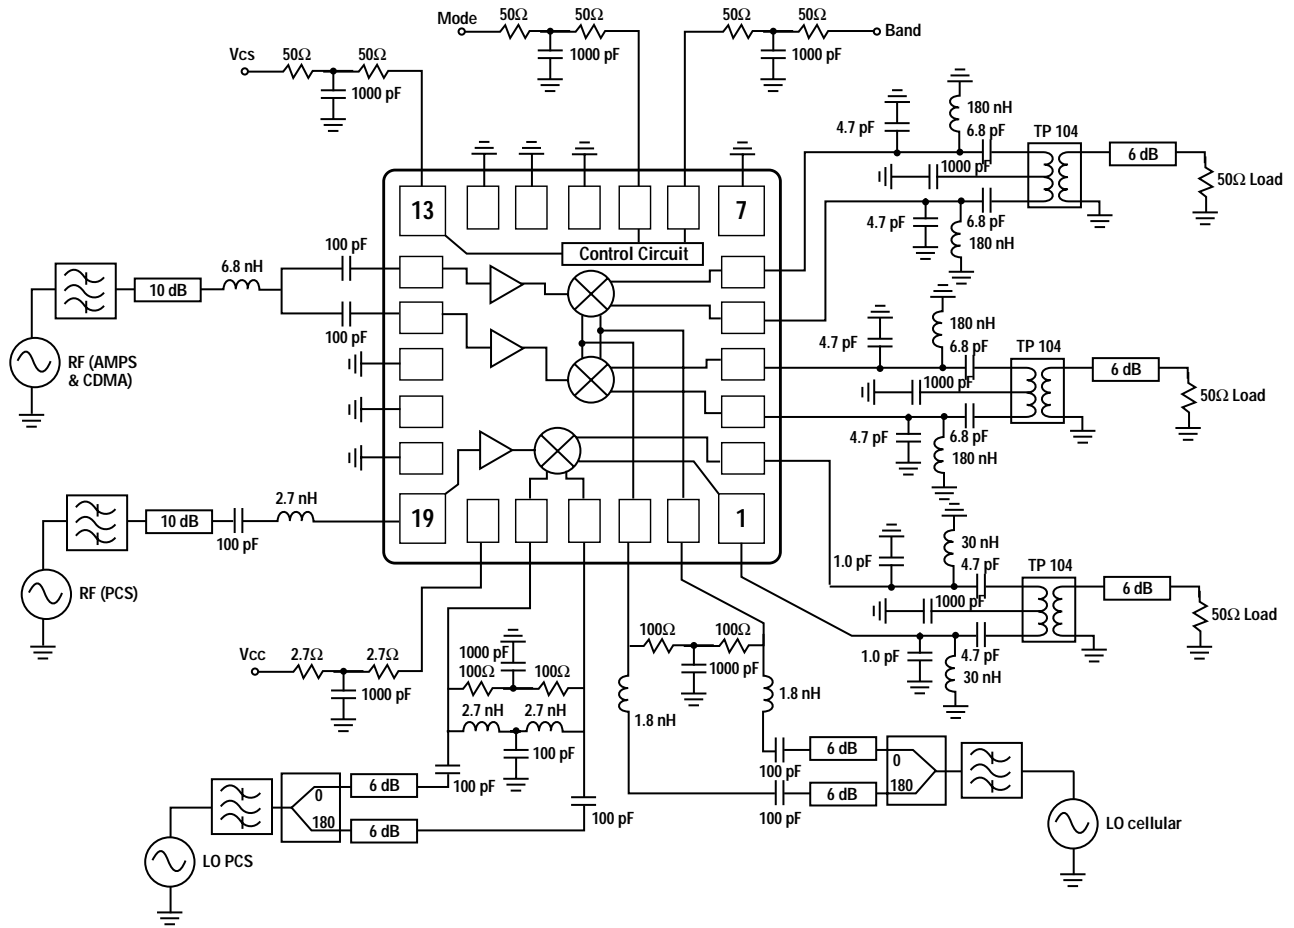 Mode
50Ω
50Ω
1000 pF
50Ω
50Ω
Band
1000 pF
Vcs
50Ω
50Ω
1000 pF
180 nH
4.7 pF
6.8 pF
TP 104
6 dB
1000 pF
50Ω Load
4.7 pF
6.8 pF
180 nH
13
7
Control Circuit
100 pF
6.8 nH
10 dB
100 pF
RF (AMPS
& CDMA)
180 nH
4.7 pF
6.8 pF
TP 104
6 dB
1000 pF
50Ω Load
4.7 pF
6.8 pF
180 nH
2.7 nH
10 dB
100 pF
19
1
RF (PCS)
30 nH
1.0 pF
4.7 pF
TP 104
6 dB
1000 pF
50Ω Load
1.0 pF
4.7 pF
30 nH
Vcc
2.7Ω
2.7Ω
1000 pF
1000 pF
100Ω
100Ω
2.7 nH
2.7 nH
100 pF
100 pF
100 pF
100Ω
100Ω
1000 pF
1.8 nH
1.8 nH
100 pF
6 dB
0
180
100 pF
6 dB
LO cellular
0
180
6 dB
6 dB
LO PCS